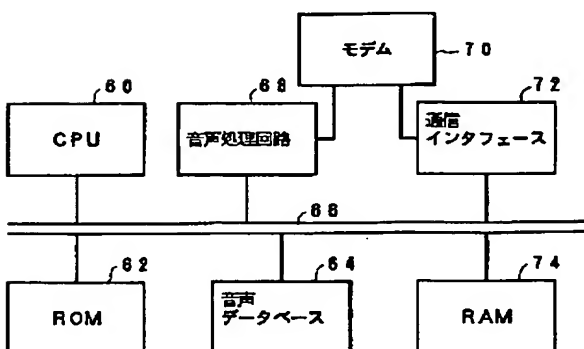 モデム
70
60
68
72
CPU
音声処理回路
通信
インタフェース
66
62
64
74
ROM
音声
データベース
RAM